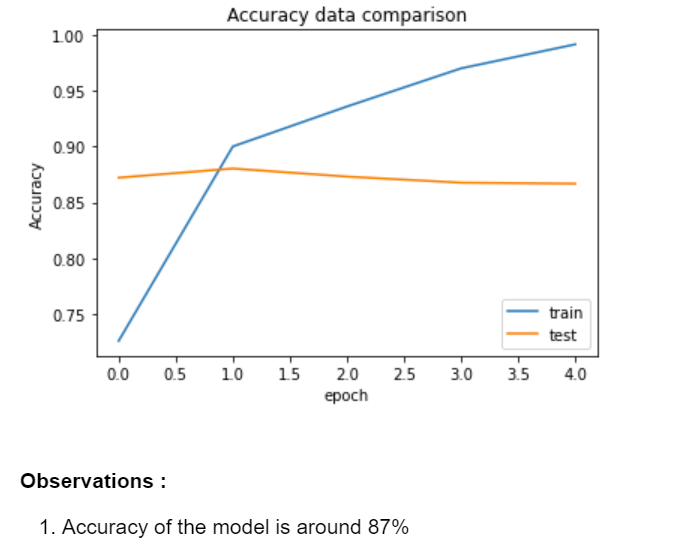 Accuracy data comparison
1.00
0.95
0.90
0.85
0.80
0.75
Accuracy
train
test
0.0 0.5 1.0 1.5 2.0 2.5 3.0 3.5 4.0
epoch
Observations :
1. Accuracy of the model is around 87%